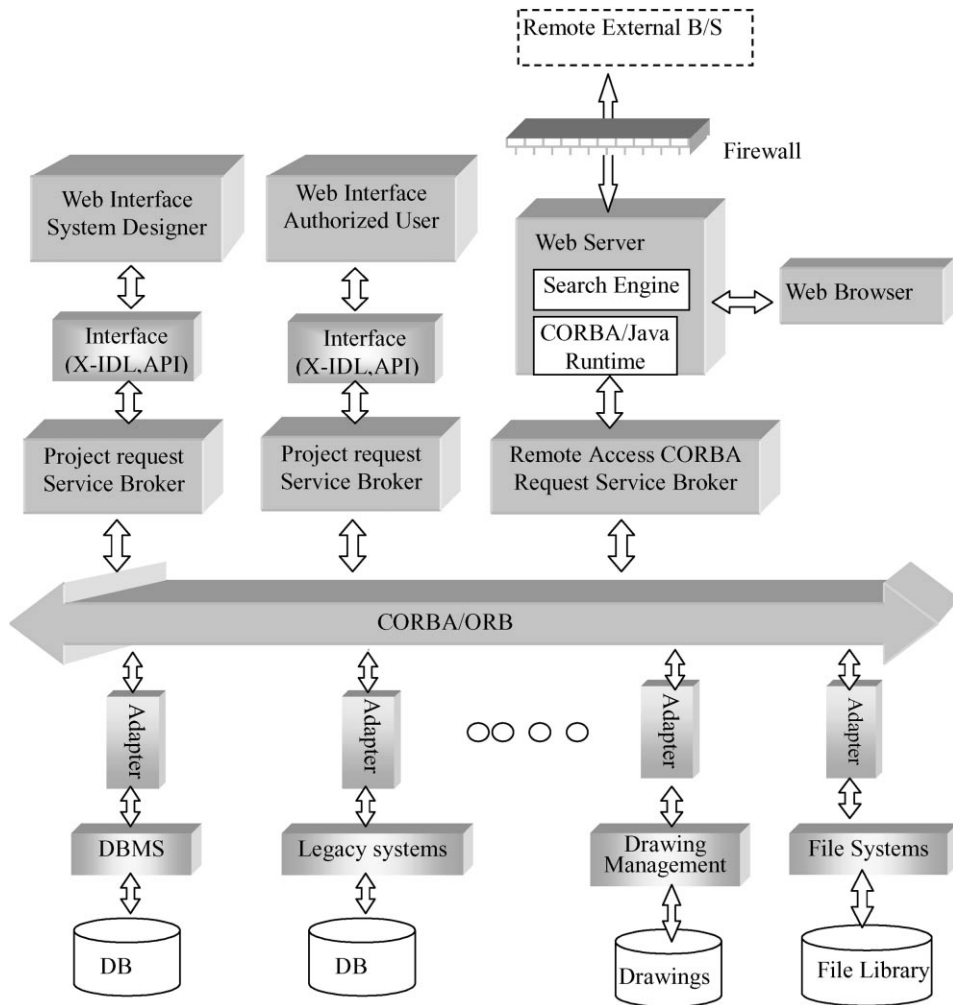 Remote External B/S
Firewall
Web Interface
System Designer
Web Interface
Authorized User
Web Server
Search Engine
CORBA/Java
Runtime
Web Browser
Interface
(X-IDL,API)
Interface
(X-IDL,API)
Project request
Service Broker
Project request
Service Broker
Remote Access CORBA
Request Service Broker
CORBA/ORB
Adapter
Adapter
Adapter
Adapter
DBMS
Legacy systems
Drawing
Management
File Systems
DB
DB
Drawings
File Library